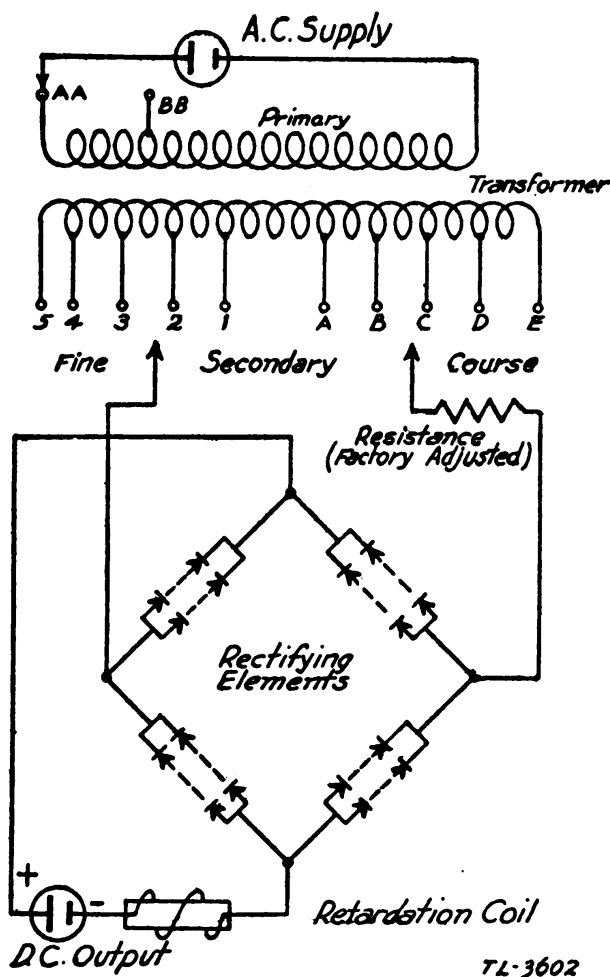 A.C. Supply
AA
BB
Primary
Transformer
5 4 3 2 1 A B C D E
Fine Secondary Course
Resistance
(Factory Adjusted)
Rectifying
Elements
+
-
Retardation Coil
D.C. Output
TL-3602